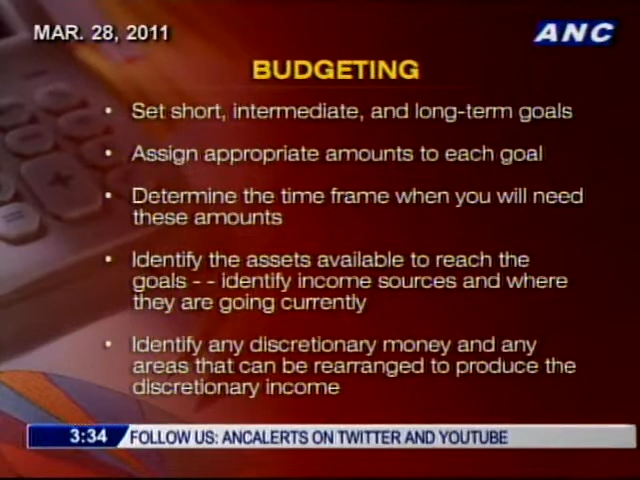 MAR. 28, 2011
ANC
BUDGETING
• Set short, intermediate, and long-term goals
• Assign appropriate amounts to each goal
• Determine the time frame when you will need
these amounts
• Identify the assets available to reach the
goals - - identify income sources and where
they are going currently
• Identify any discretionary money and any
areas that can be rearranged to produce the
discretionary income
3:34 FOLLOW US: ANCALERTS ON TWITTER AND YOUTUBE